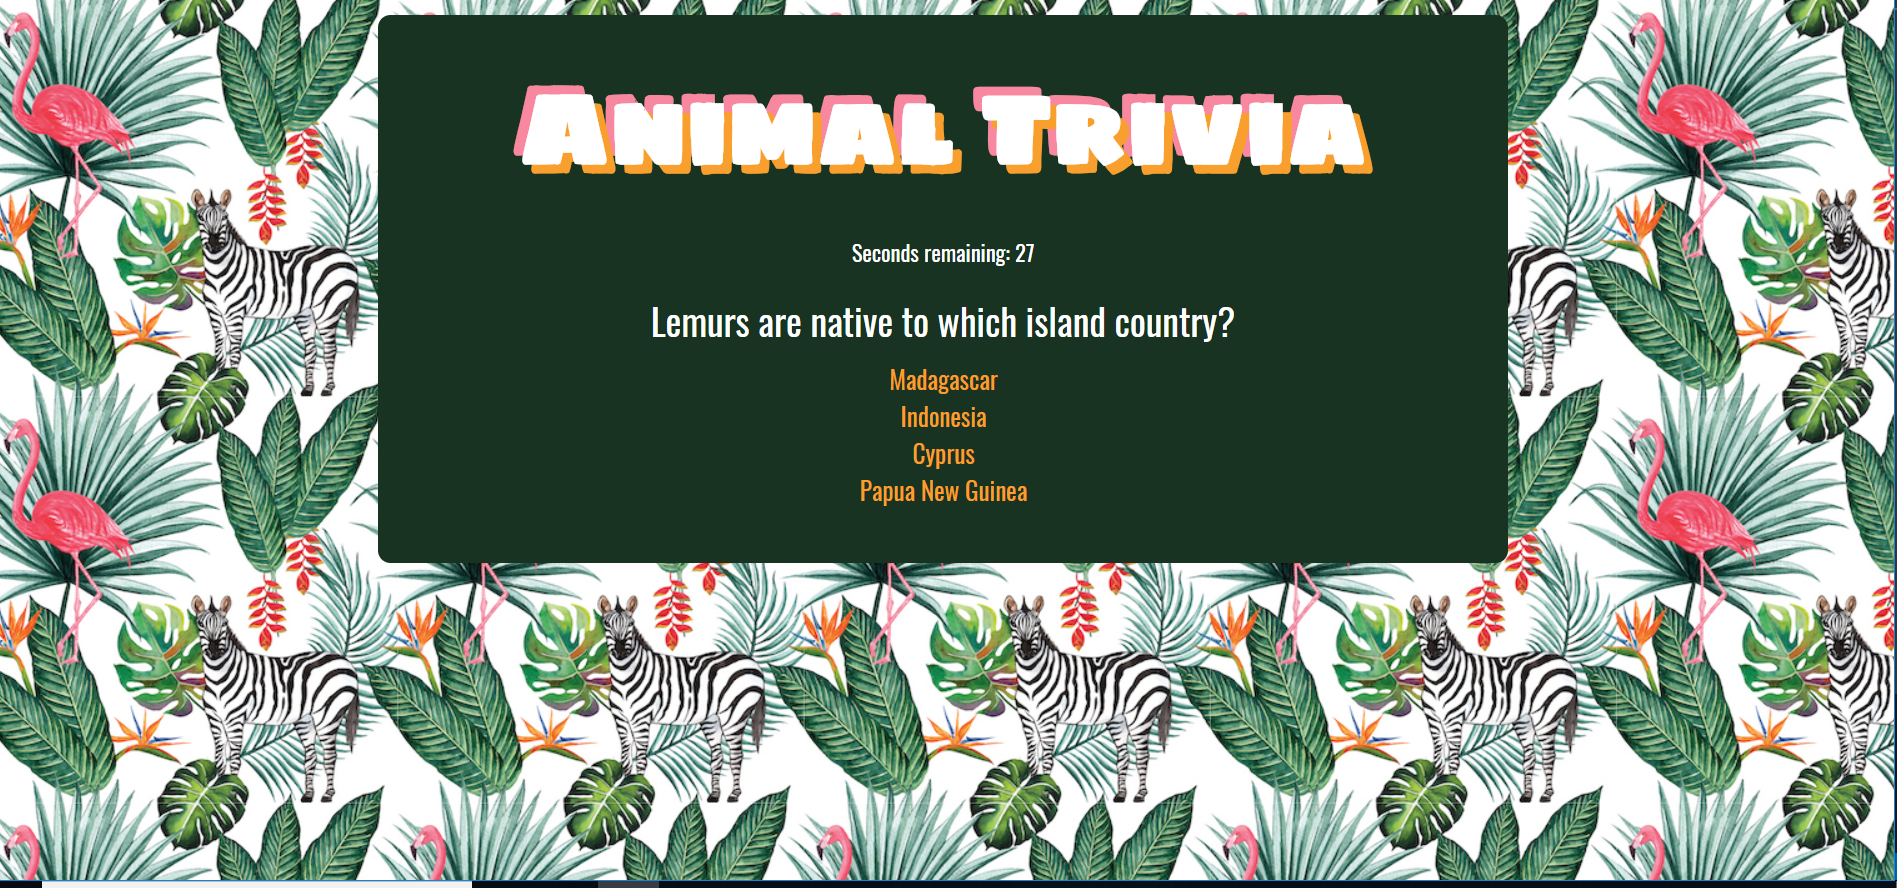 Animal Trivia
Seconds remaining: 27
Lemurs are native to which island country?
Madagascar
Indonesia
Cyprus
Papua New Guinea